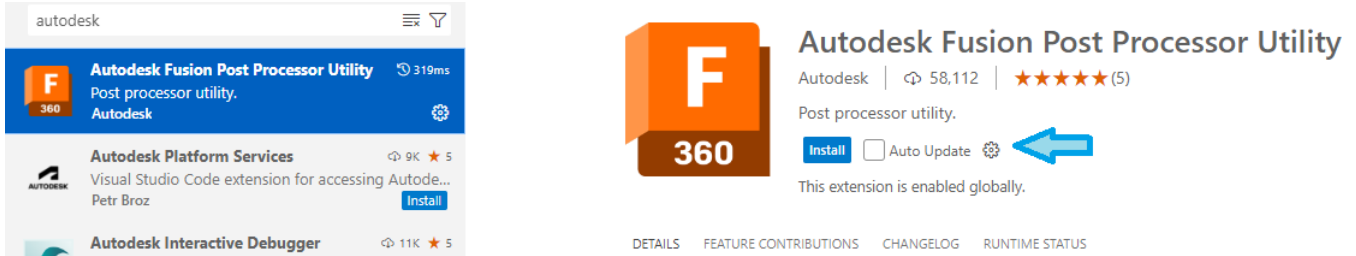 autodesk
Autodesk Fusion Post Processor Utility 319ms
Post processor utility.
Autodesk
F
360
Autodesk Platform Services 9K ★ 5
Visual Studio Code extension for accessing Autode...
Petr Broz Install
AUTODESK
Autodesk Interactive Debugger 11K ★ 5
F
360
Autodesk Fusion Post Processor Utility
Autodesk | 58,112 | ★★★★★(5)
Post processor utility.
Install Auto Update
This extension is enabled globally.
DETAILS FEATURE CONTRIBUTIONS CHANGELOG RUNTIME STATUS